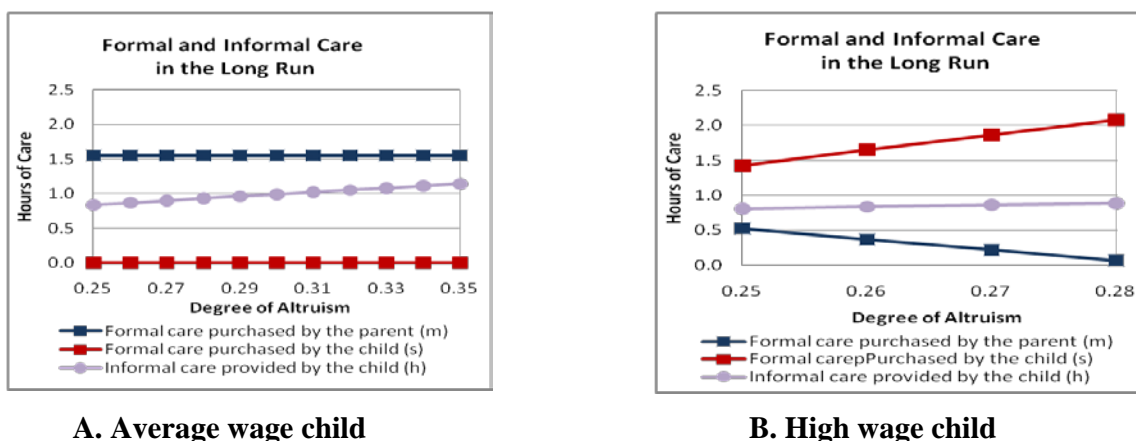 Formal and Informal Care
in the Long Run
2.5
2.0
1.5
1.0
0.5
0.0
Hours of Care
0.25 0.27 0.29 0.31 0.33 0.35
Degree of Altruism
Formal care purchased by the parent (m)
Formal care purchased by the child (s)
Informal care provided by the child (h)
A. Average wage child
Formal and Informal Care
in the Long Run
2.5
2.0
1.5
1.0
0.5
0.0
Hours of Care
0.25 0.26 0.27 0.28
Degree of Altruism
Formal care purchased by the parent (m)
Formal carepPurchased by the child (s)
Informal care provided by the child (h)
B. High wage child